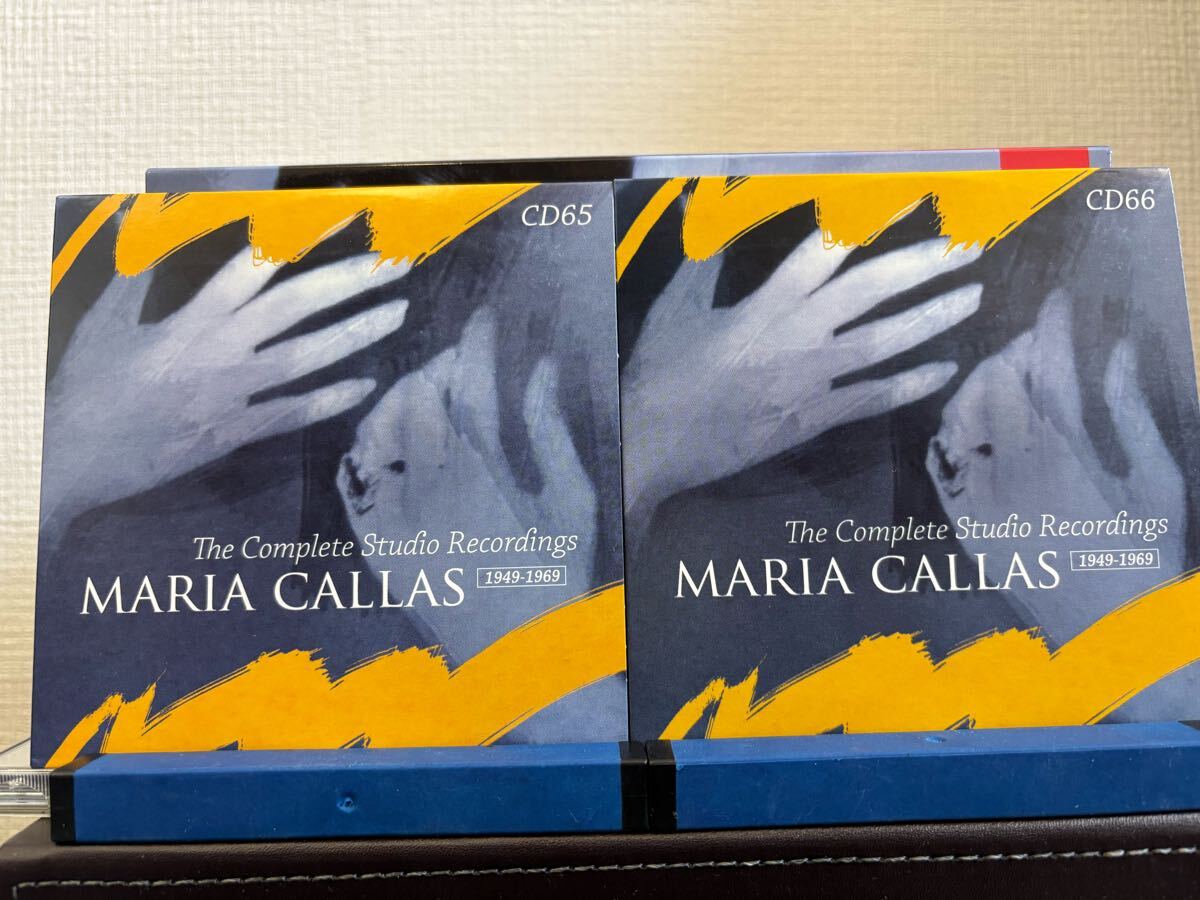 CD65
The Complete Studio Recordings
MARIA CALLAS 1949-1969
CD66
The Complete Studio Recordings
MARIA CALLAS 1949-1969